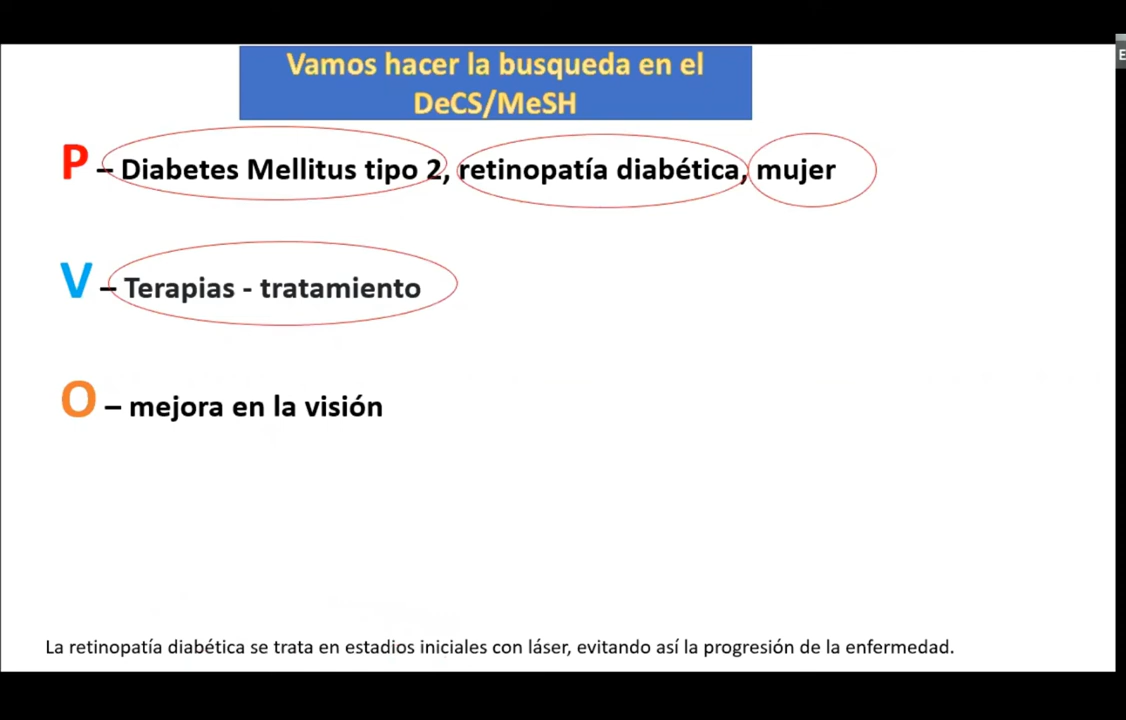 Vamos hacer la busqueda en el
DeCS/MeSH
P – Diabetes Mellitus tipo 2, retinopatía diabética, mujer
V – Terapias - tratamiento
O – mejora en la visión
La retinopatía diabética se trata en estadios iniciales con láser, evitando así la progresión de la enfermedad.
E